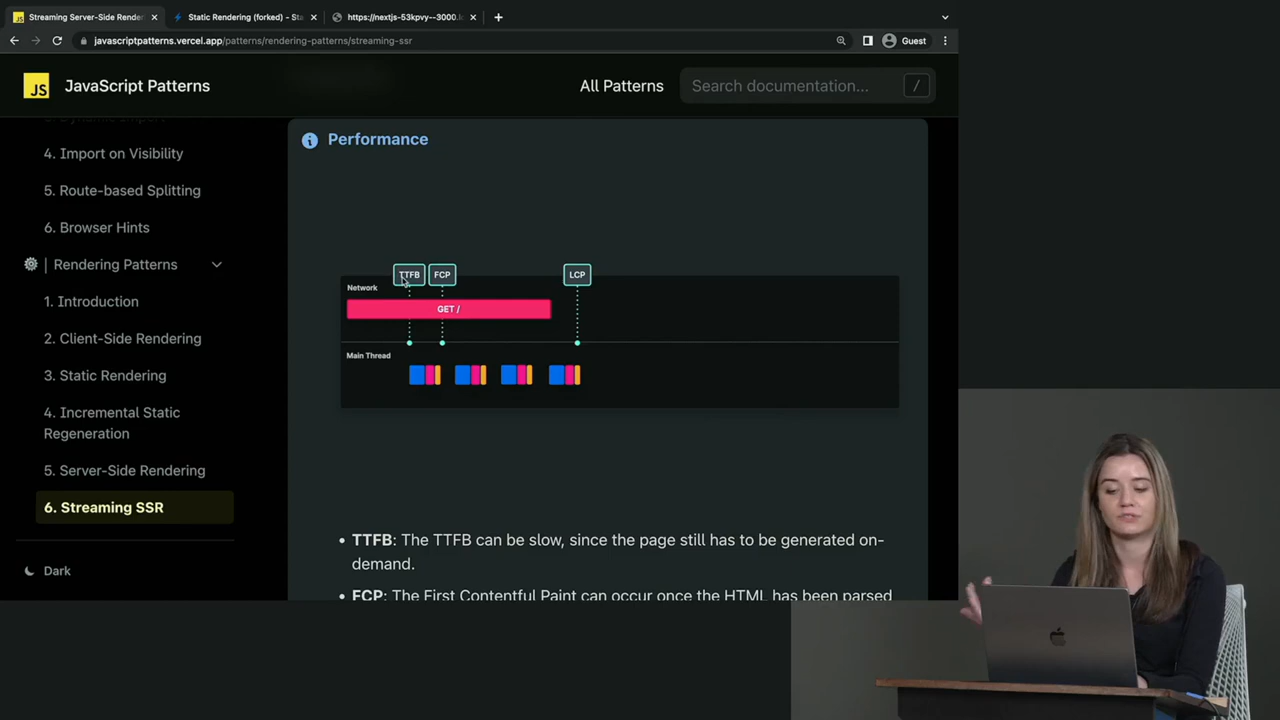 Streaming Server-Side Render
Static Rendering (forked) - Sta
https://nextjs-53kpvy--3000.l
javascriptpatterns.vercel.app/patterns/rendering-patterns/streaming-ssr
Guest
JS
JavaScript Patterns
All Patterns
Search documentation...
/
4. Import on Visibility
5. Route-based Splitting
6. Browser Hints
Rendering Patterns
1. Introduction
2. Client-Side Rendering
3. Static Rendering
4. Incremental Static
Regeneration
5. Server-Side Rendering
6. Streaming SSR
Dark
Performance
TTFB
FCP
LCP
Network
GET /
Main Thread
• TTFB: The TTFB can be slow, since the page still has to be generated on-
demand.
• FCP: The First Contentful Paint can occur once the HTML has been parsed